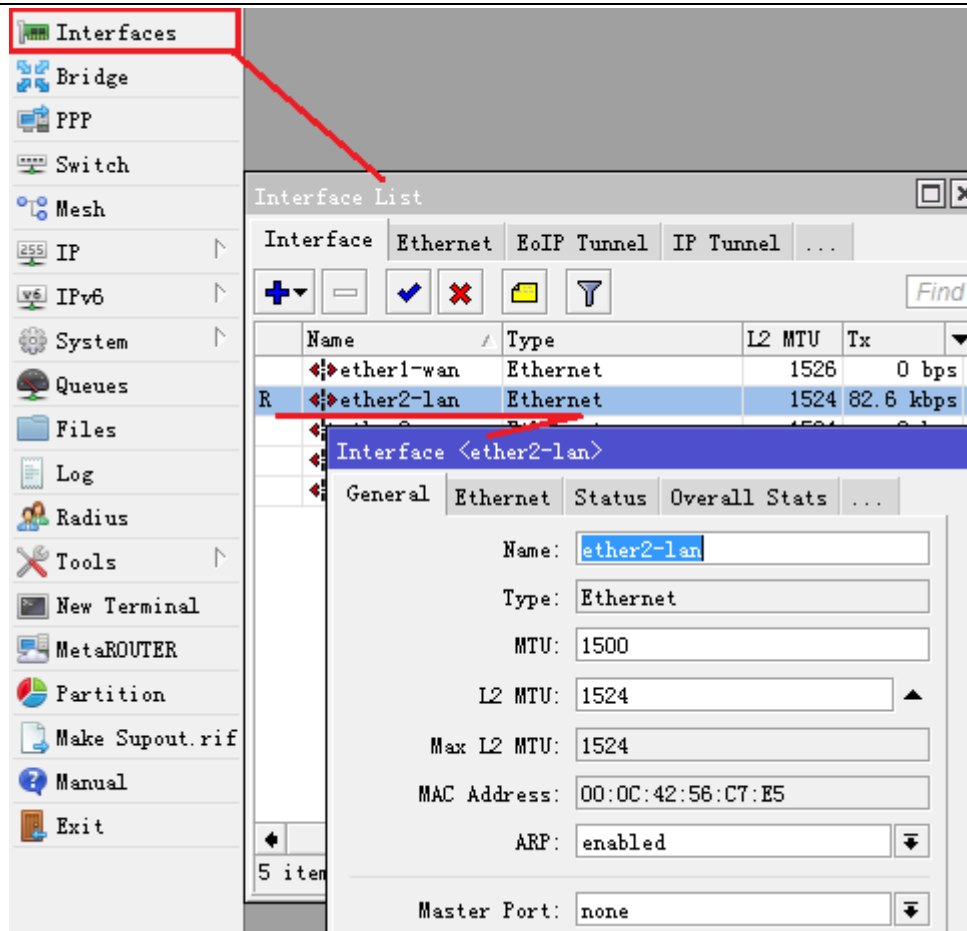 Interfaces
Bridge
PPP
Switch
Mesh
255 IP
v6 IPv6
System
Queues
Files
Log
Radius
Tools
New Terminal
MetaROUTER
Partition
Make Supout.rif
Manual
Exit
Interface List
Interface Ethernet EoIP Tunnel IP Tunnel ...
Find
Name Type L2 MTU Tx
ether1-wan Ethernet 1526 0 bps
R ether2-lan Ethernet 1524 82.6 kbps
5 item
Interface <ether2-lan>
General Ethernet Status Overall Stats ...
Name: ether2-lan
Type: Ethernet
MTU: 1500
L2 MTU: 1524
Max L2 MTU: 1524
MAC Address: 00:0C:42:56:C7:E5
ARP: enabled
Master Port: none